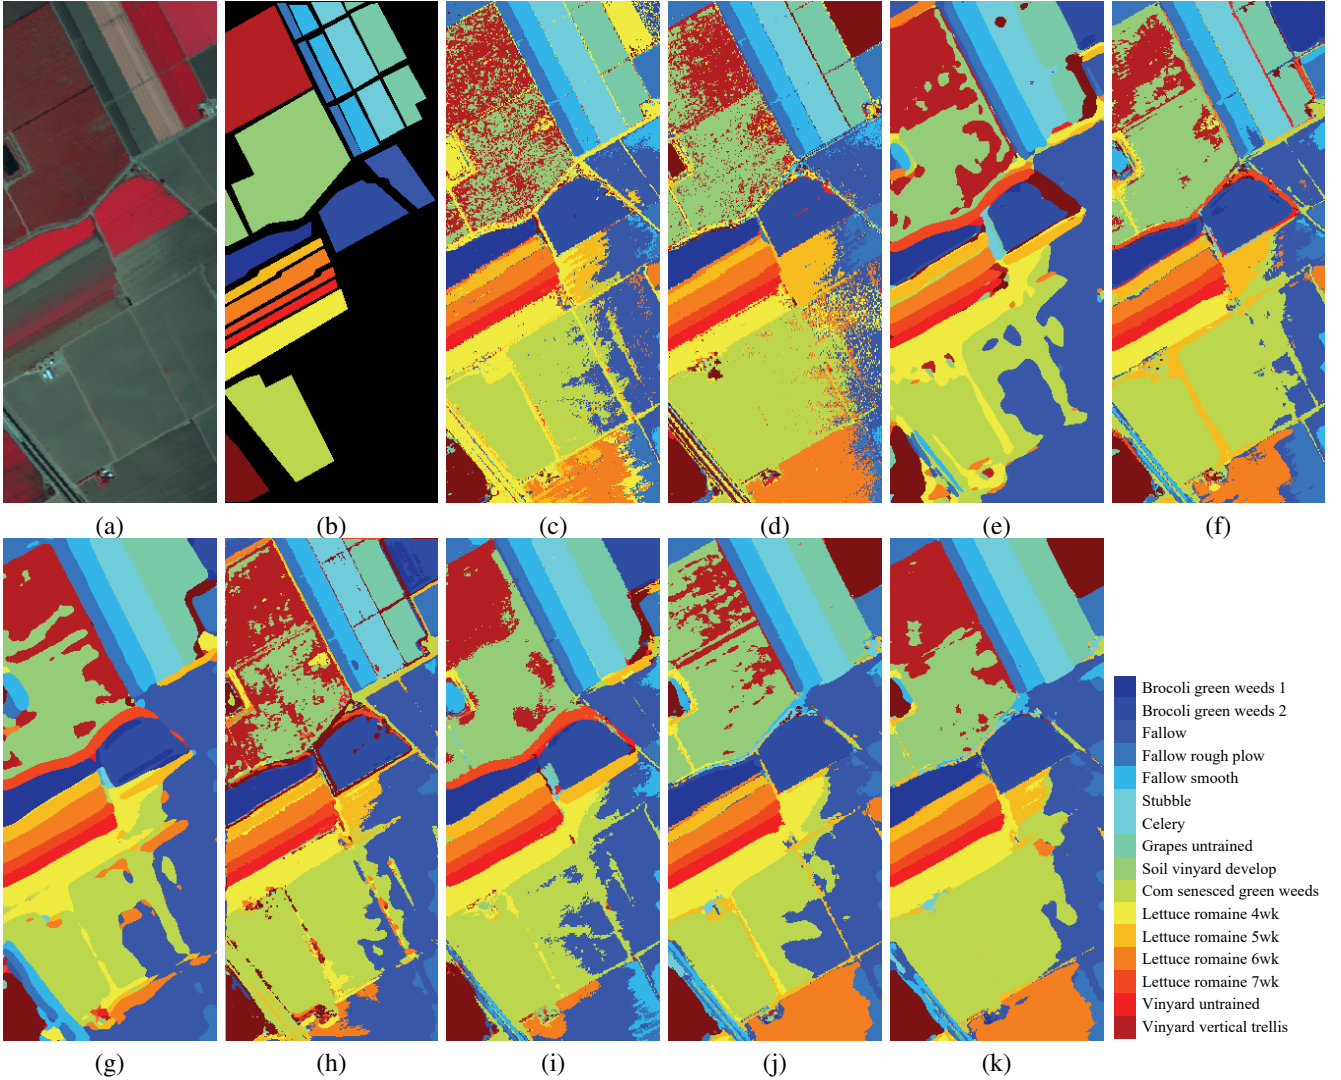 (a)
(b)
(c)
(d)
(e)
(f)
Brocoli green weeds 1
Brocoli green weeds 2
Fallow
Fallow rough plow
Fallow smooth
Stubble
Celery
Grapes untrained
Soil vinyard develop
Com senesced green weeds
Lettuce romaine 4wk
Lettuce romaine 5wk
Lettuce romaine 6wk
Lettuce romaine 7wk
Vinyard untrained
Vinyard vertical trellis
(g)
(h)
(i)
(j)
(k)